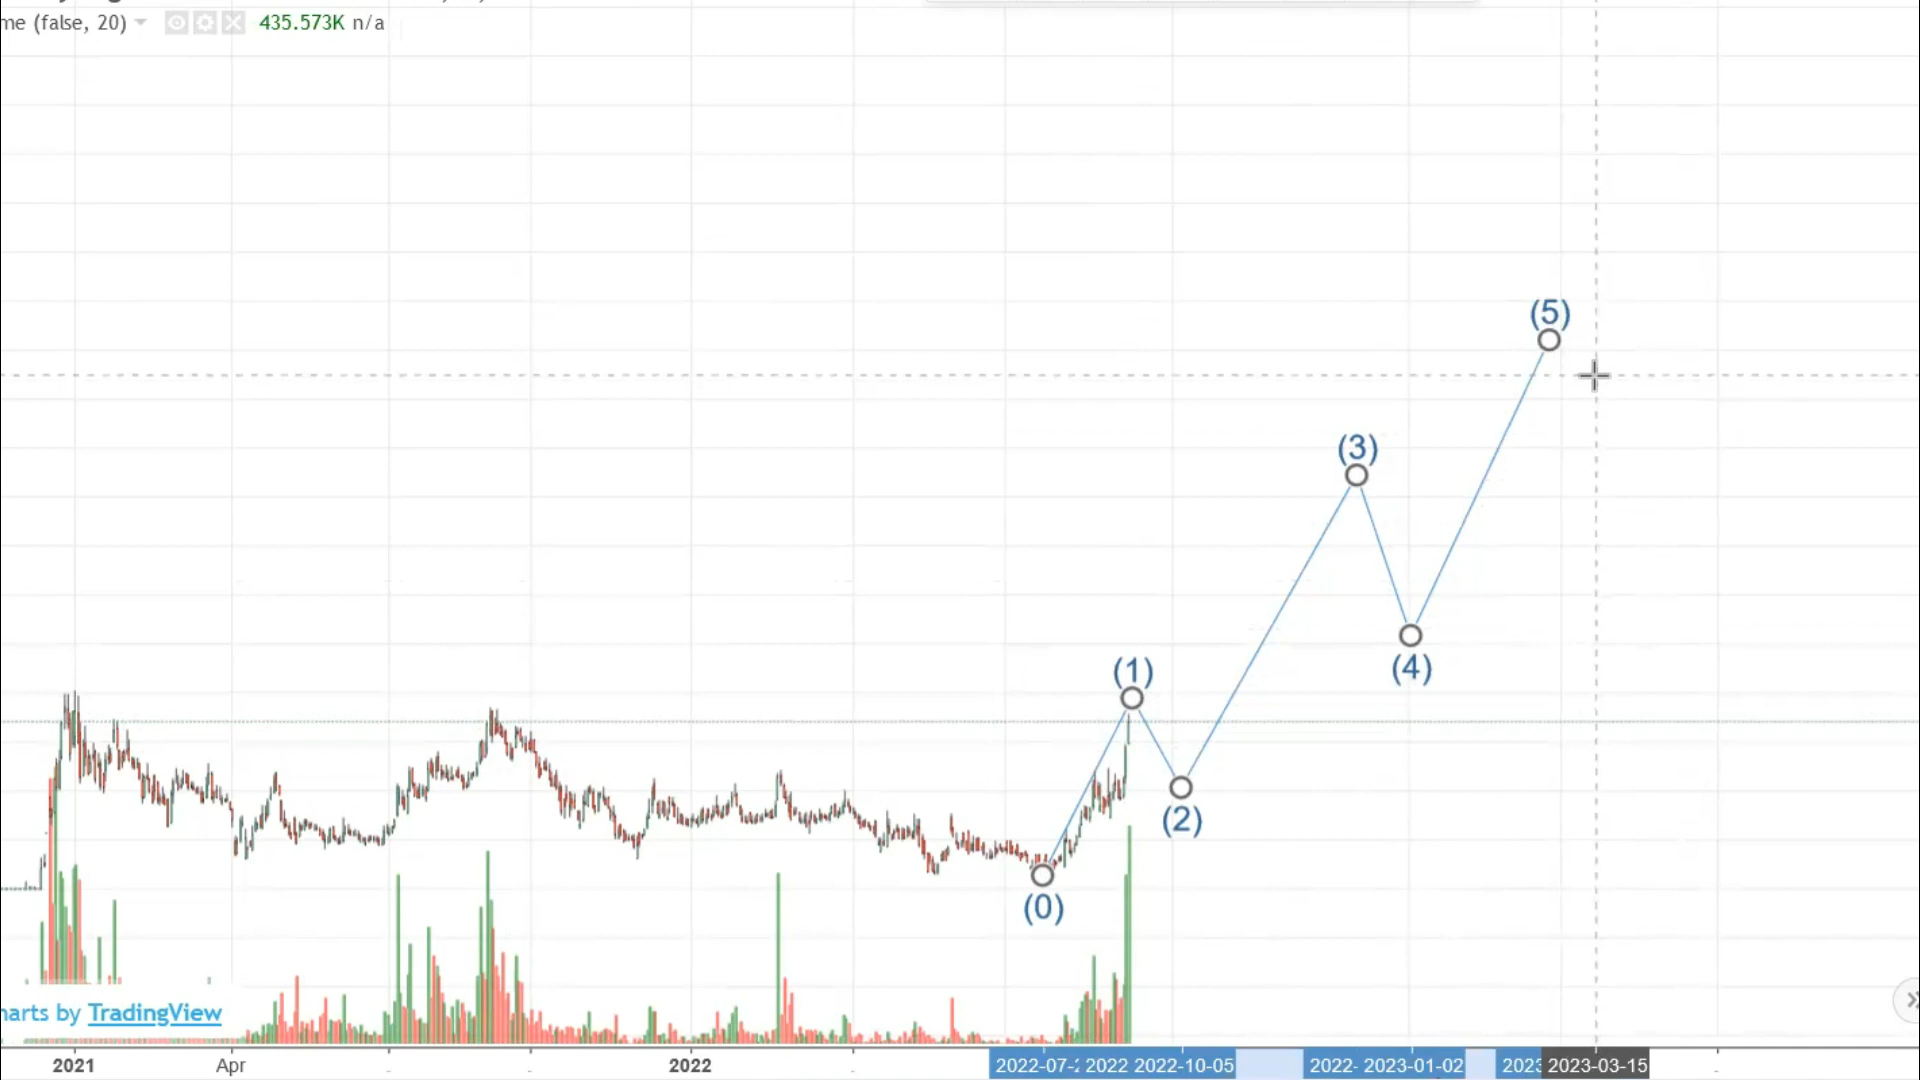 me (false, 20) 435.573K n/a
(5)
(3)
(1)
(4)
(2)
(0)
harts by TradingView
2021 Apr 2022 2022-07-2 2022 2022-10-05 2022- 2023-01-02 2023 2023-03-15